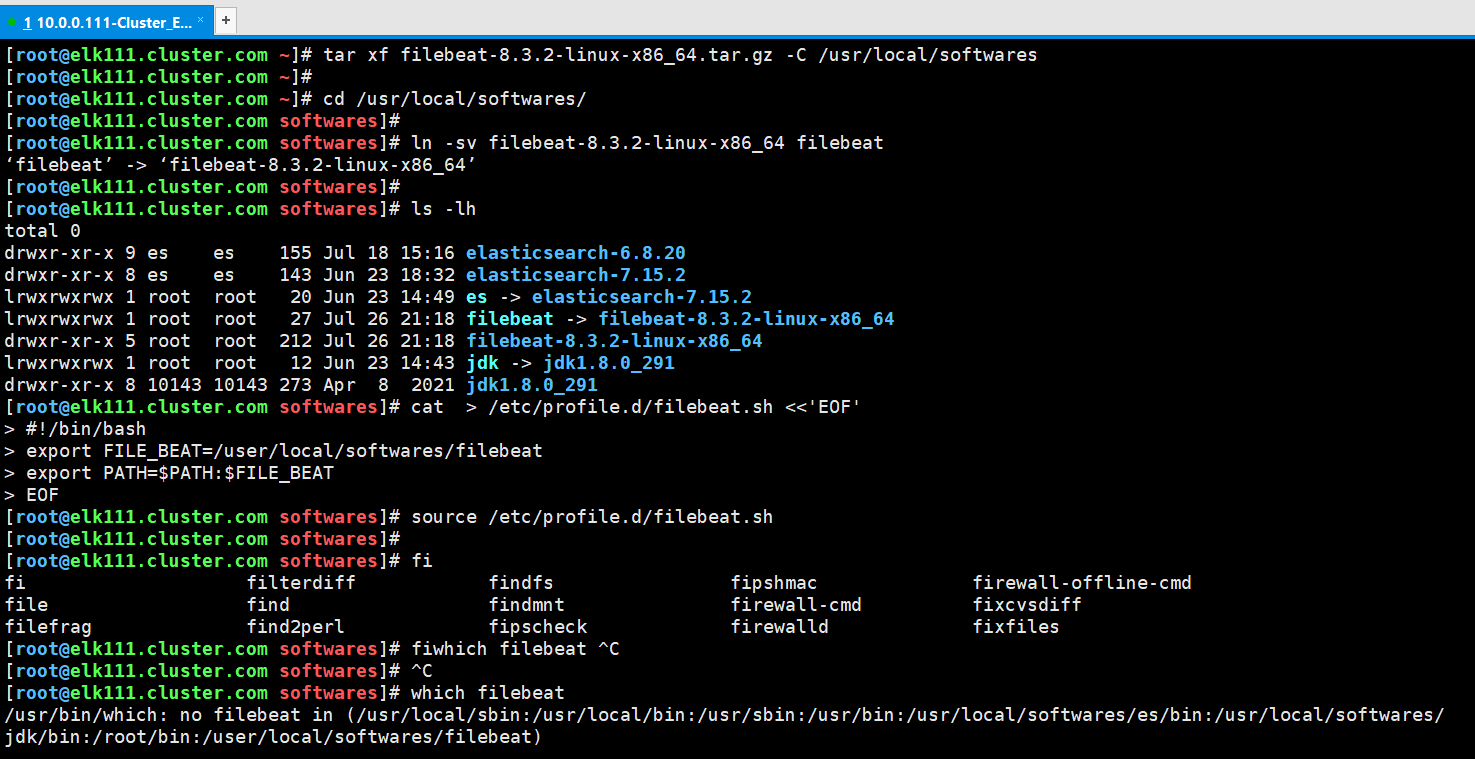 1 10.0.0.111-Cluster_E... × +
[root@elk111.cluster.com ~]# tar xf filebeat-8.3.2-linux-x86_64.tar.gz -C /usr/local/softwares
[root@elk111.cluster.com ~]#
[root@elk111.cluster.com ~]# cd /usr/local/softwares/
[root@elk111.cluster.com softwares]#
[root@elk111.cluster.com softwares]# ln -sv filebeat-8.3.2-linux-x86_64 filebeat
‘filebeat’ -> ‘filebeat-8.3.2-linux-x86_64’
[root@elk111.cluster.com softwares]#
[root@elk111.cluster.com softwares]# ls -lh
total 0
drwxr-xr-x 9 es    es    155 Jul 18 15:16 elasticsearch-6.8.20
drwxr-xr-x 8 es    es    143 Jun 23 18:32 elasticsearch-7.15.2
lrwxrwxrwx 1 root  root   20 Jun 23 14:49 es -> elasticsearch-7.15.2
lrwxrwxrwx 1 root  root   27 Jul 26 21:18 filebeat -> filebeat-8.3.2-linux-x86_64
drwxr-xr-x 5 root  root  212 Jul 26 21:18 filebeat-8.3.2-linux-x86_64
lrwxrwxrwx 1 root  root   12 Jun 23 14:43 jdk -> jdk1.8.0_291
drwxr-xr-x 8 10143 10143 273 Apr  8  2021 jdk1.8.0_291
[root@elk111.cluster.com softwares]# cat  > /etc/profile.d/filebeat.sh <<'EOF'
> #!/bin/bash
> export FILE_BEAT=/user/local/softwares/filebeat
> export PATH=$PATH:$FILE_BEAT
> EOF
[root@elk111.cluster.com softwares]# source /etc/profile.d/filebeat.sh
[root@elk111.cluster.com softwares]#
[root@elk111.cluster.com softwares]# fi
fi                    filterdiff            findfs                fipshmac              firewall-offline-cmd
file                  find                  findmnt               firewall-cmd          fixcvsdiff
filefrag              find2perl             fipscheck             firewalld             fixfiles
[root@elk111.cluster.com softwares]# fiwhich filebeat ^C
[root@elk111.cluster.com softwares]# ^C
[root@elk111.cluster.com softwares]# which filebeat
/usr/bin/which: no filebeat in (/usr/local/sbin:/usr/local/bin:/usr/sbin:/usr/bin:/usr/local/softwares/es/bin:/usr/local/softwares/
jdk/bin:/root/bin:/user/local/softwares/filebeat)